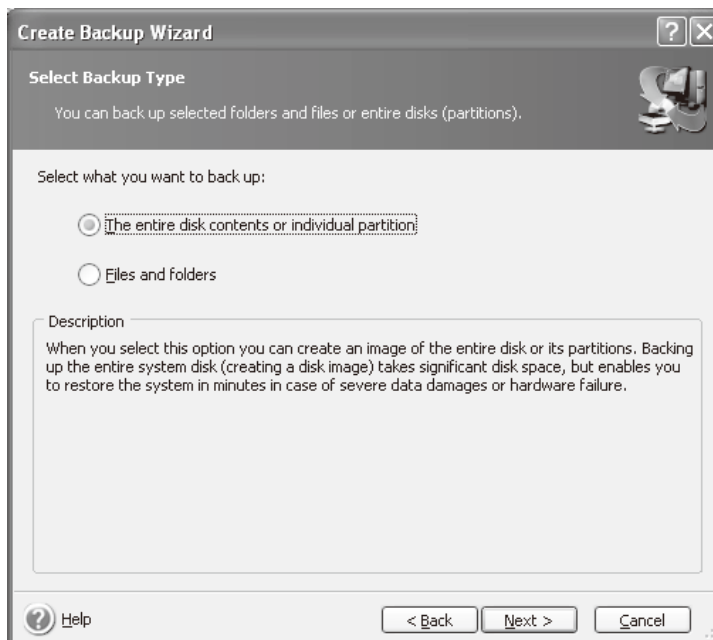 Create Backup Wizard
Select Backup Type
You can back up selected folders and files or entire disks (partitions).
Select what you want to back up:
The entire disk contents or individual partition
Files and folders
Description
When you select this option you can create an image of the entire disk or its partitions. Backing
up the entire system disk (creating a disk image) takes significant disk space, but enables you
to restore the system in minutes in case of severe data damages or hardware failure.
Help
< Back
Next >
Cancel